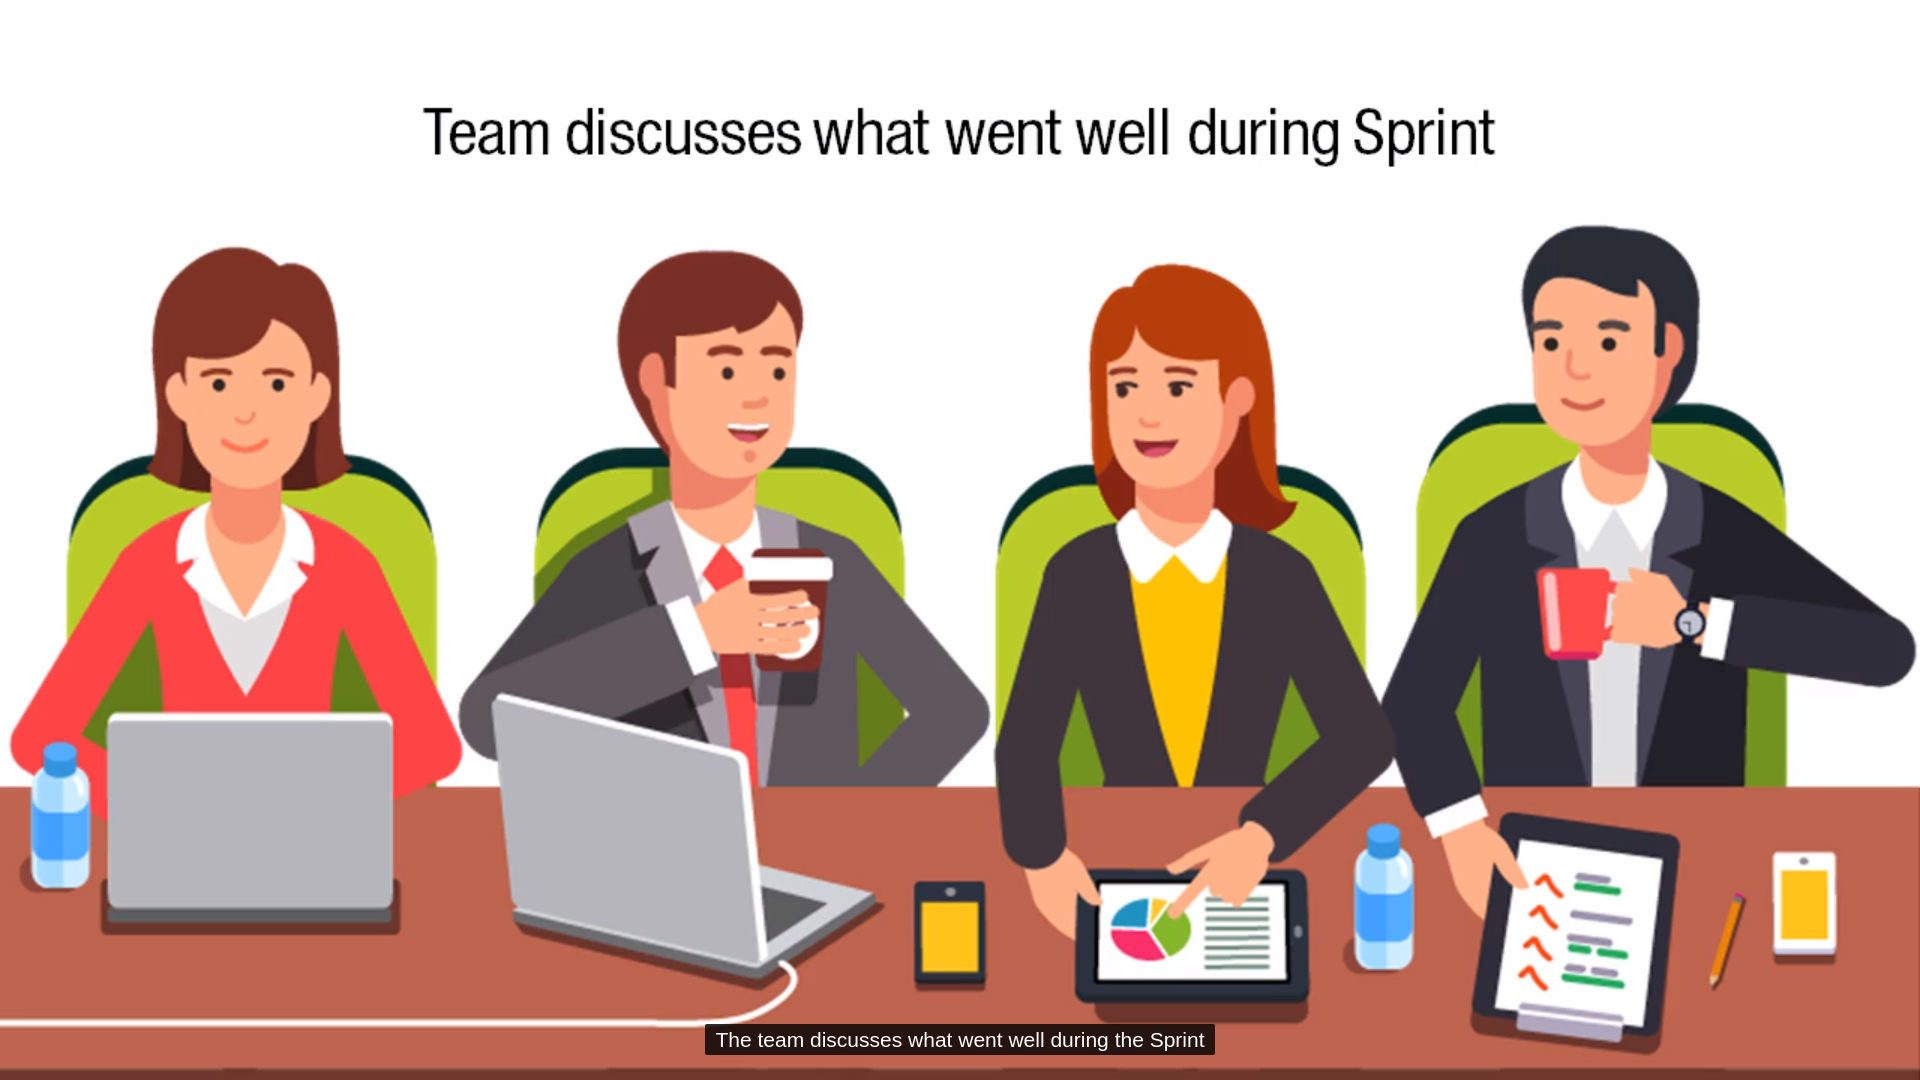 Team discusses what went well during Sprint
The team discusses what went well during the Sprint